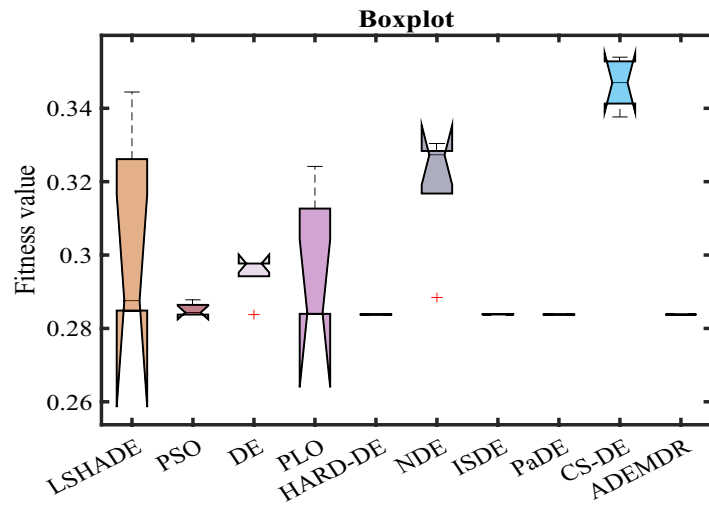 Boxplot
Fitness value
0.34
0.32
0.3
0.28
0.26
LSHADE
PSO
DE
PLO
HARD-DE
NDE
ISDE
PaDE
CS-DE
ADEMDR